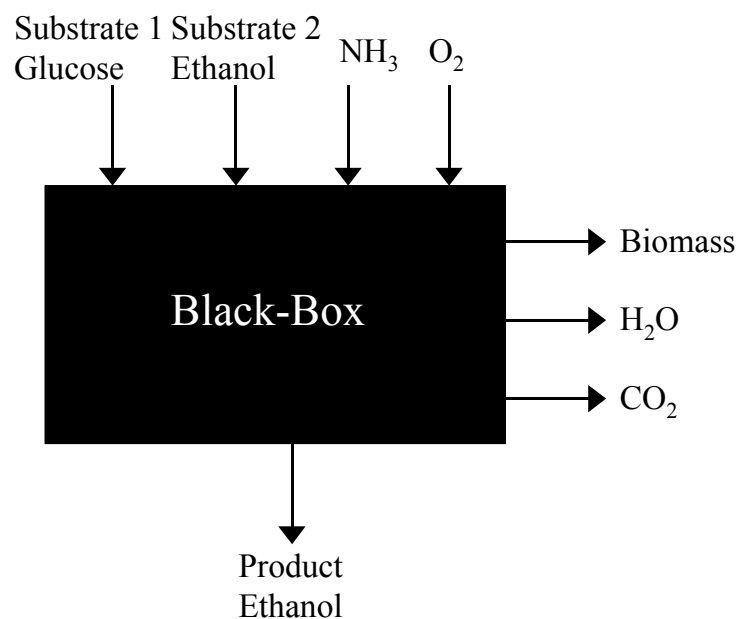 Substrate 1 Substrate 2
Glucose Ethanol
NH₃ O₂
Biomass
Black-Box
H₂O
CO₂
Product
Ethanol